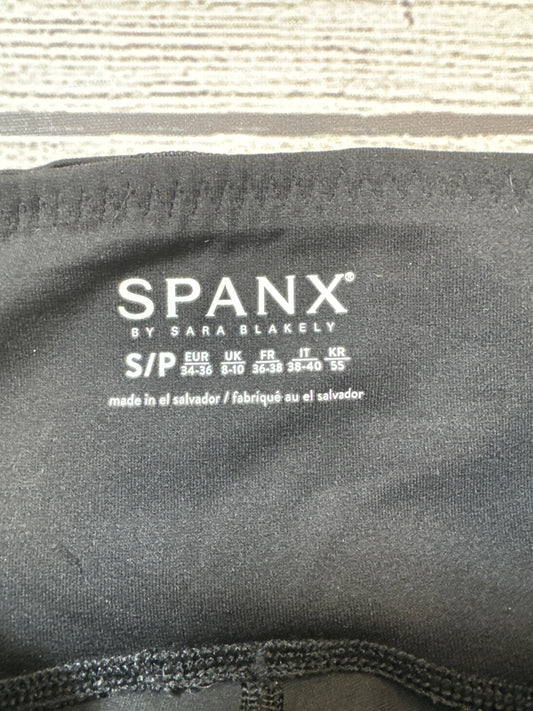 SPANX®
BY SARA BLAKELY
S/P EUR 34-36 UK 8-10 FR 36-38 IT 38-40 KR 55
made in el salvador / fabriqué au el salvador